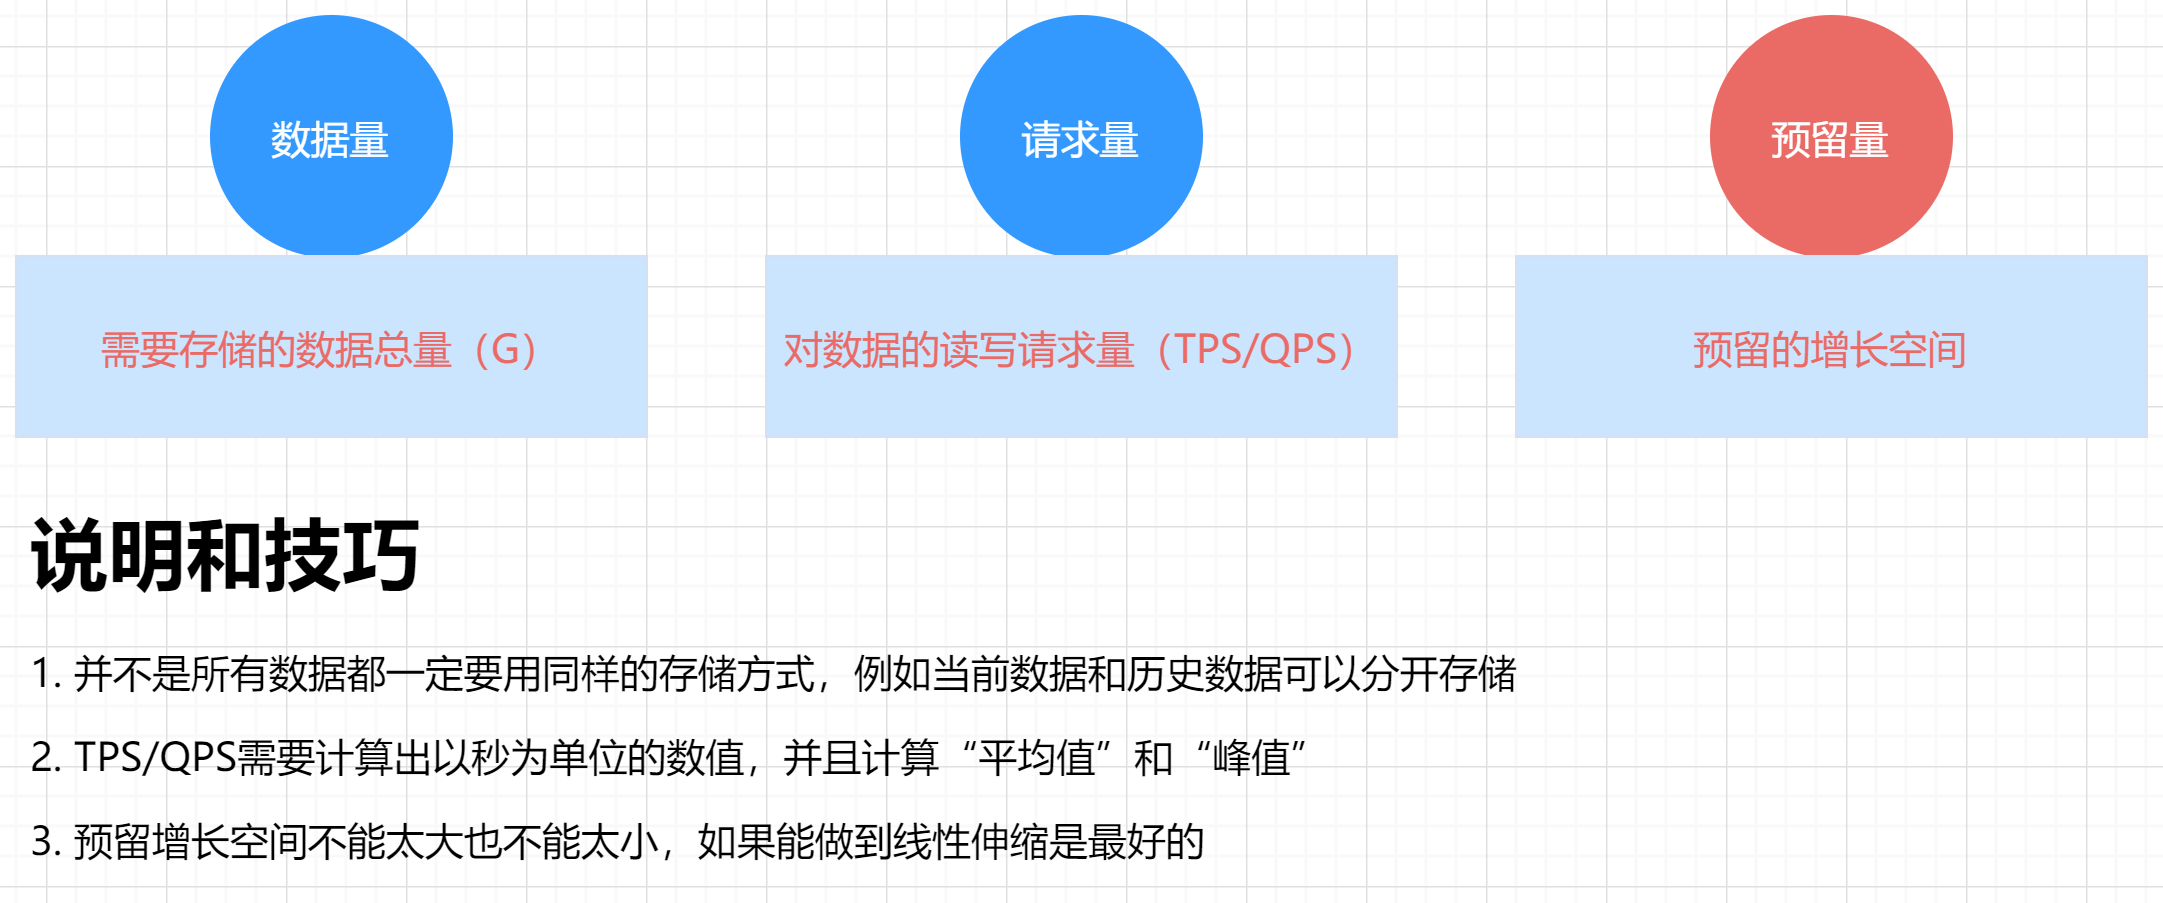 数据量
请求量
预留量
需要存储的数据总量（G）
对数据的读写请求量（TPS/QPS）
预留的增长空间
说明和技巧
1. 并不是所有数据都一定要用同样的存储方式，例如当前数据和历史数据可以分开存储
2. TPS/QPS需要计算出以秒为单位的数值，并且计算“平均值”和“峰值”
3. 预留增长空间不能太大也不能太小，如果能做到线性伸缩是最好的